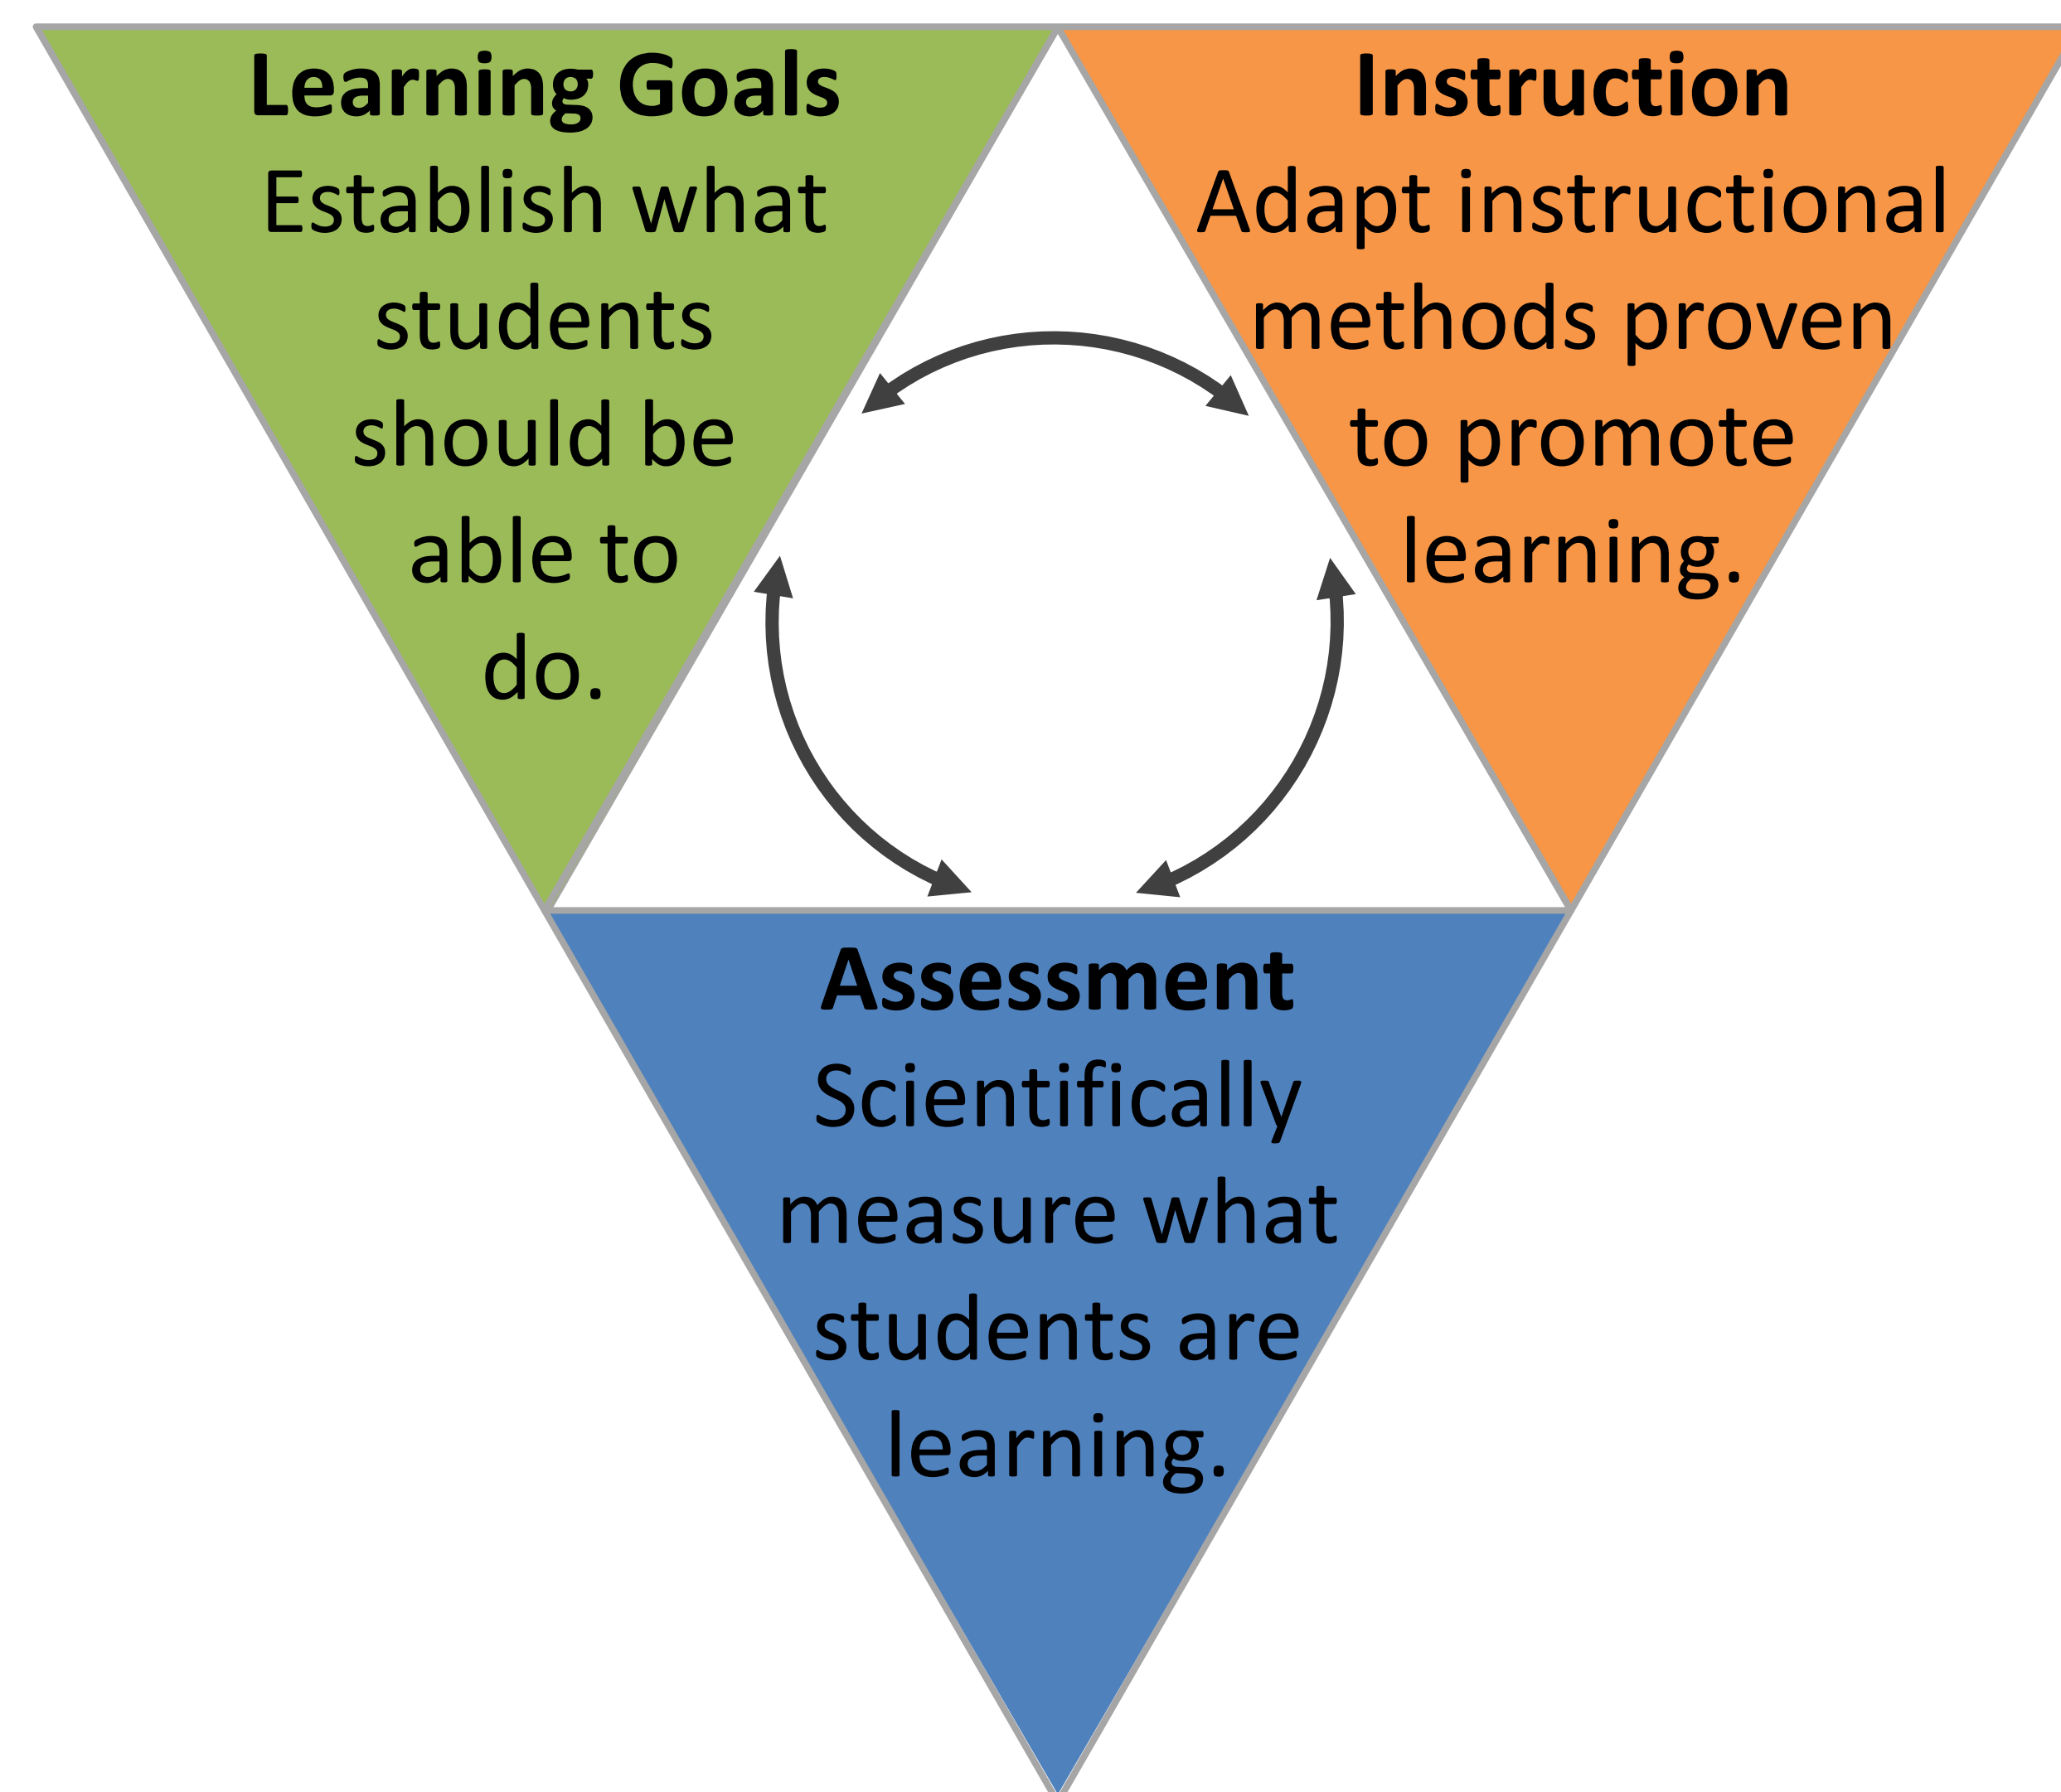 Learning Goals
Establish what
students
should be
able to
do.
Instruction
Adapt instructional
methods proven
to promote
learning.
Assessment
Scientifically
measure what
students are
learning.